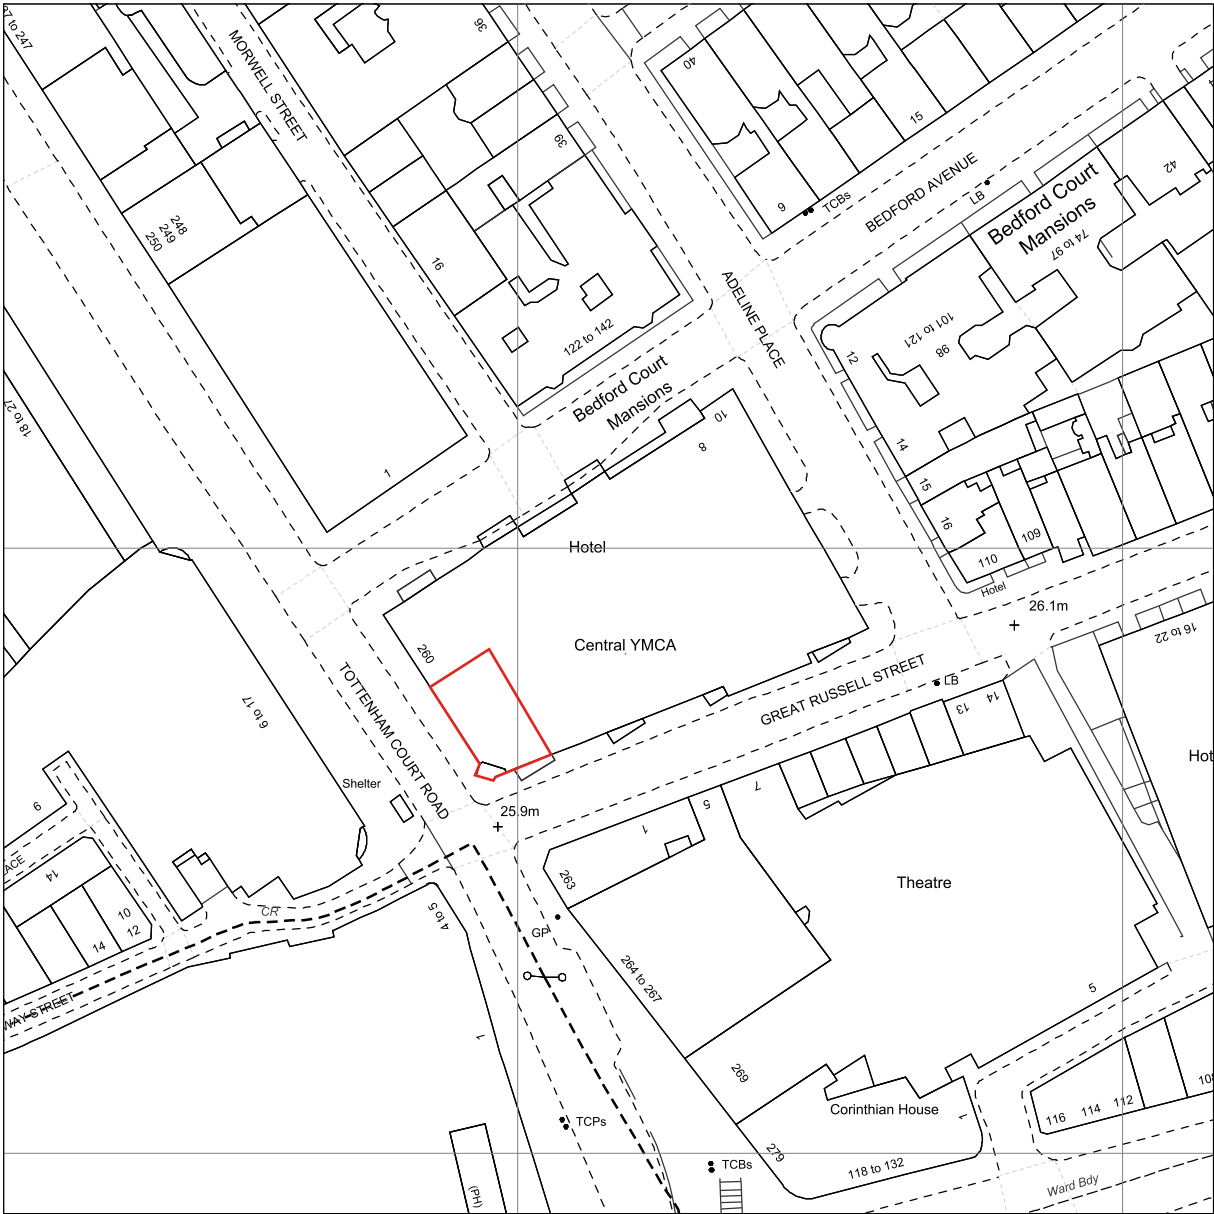 27 to 247
MORWELL STREET
36
40
15
39
9
TCBs
BEDFORD AVENUE
LB
Bedford Court
Mansions
74 to 97
42
248
249
250
16
ADELINE PLACE
122 to 142
101 to 121
98
12
Bedford Court
Mansions
18 to 27
1
10
8
14
15
16
109
110
Hotel
Hotel
26.1m
16 to 22
260
Central YMCA
TOTTENHAM COURT ROAD
GREAT RUSSELL STREET
LB
14
13
6 to 17
Hot
Shelter
25.9m
7
5
1
9
LACE
14
10
12
14
263
Theatre
CR
4 to 5
GP
264 to 267
WAY STREET
5
1
269
Corinthian House
1
116
114
112
108
TCPs
279
TCBs
118 to 132
Ward Bdy
(PH)